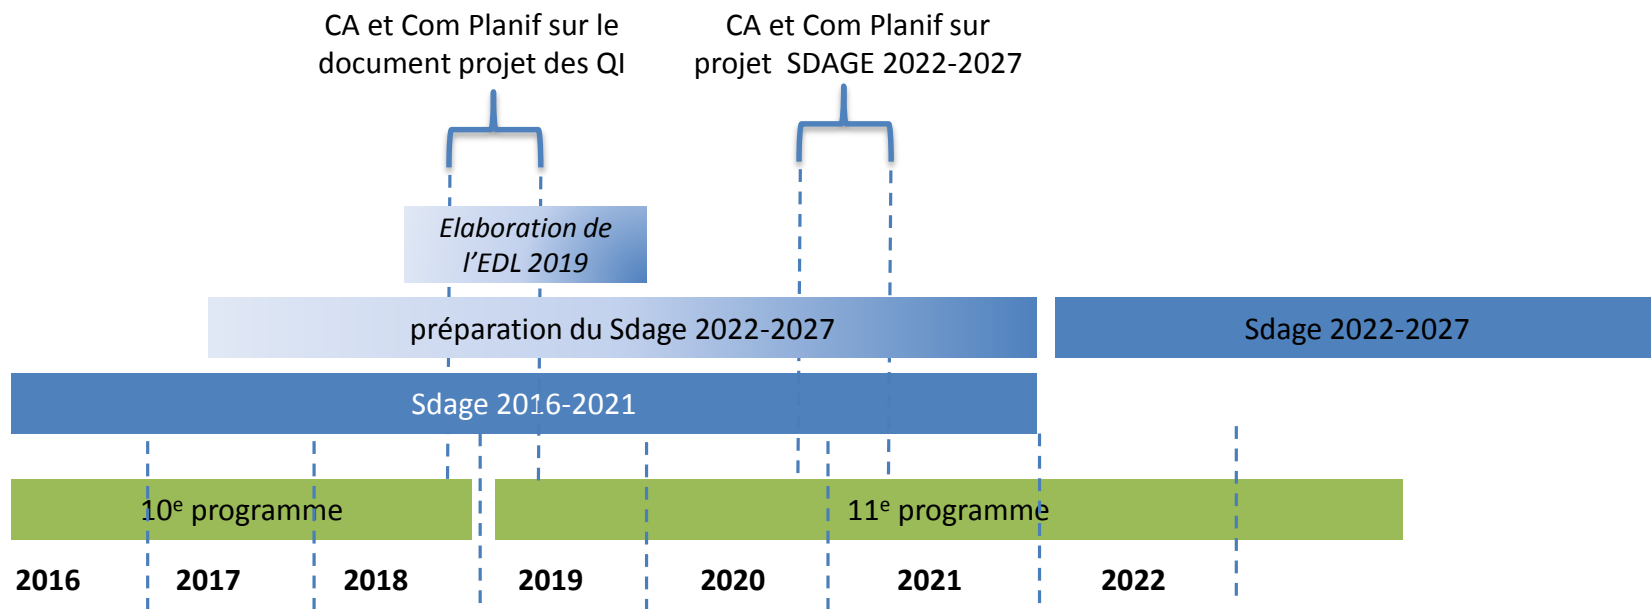 CA et Com Planif sur le
document projet des QI
CA et Com Planif sur
projet  SDAGE 2022-2027
Elaboration de
l’EDL 2019
préparation du Sdage 2022-2027
Sdage 2022-2027
Sdage 2016-2021
10e programme
11e programme
2016 2017 2018 2019 2020 2021 2022